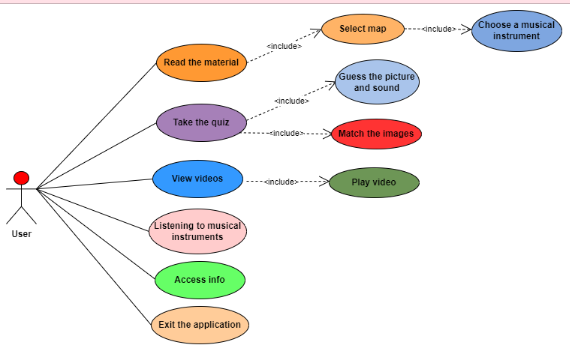 Select map
<include>
Choose a musical
instrument
Read the material
<include>
Guess the picture
and sound
<include>
Take the quiz
<include>
Match the images
View videos
<include>
Play video
User
Listening to musical
instruments
Access info
Exit the application